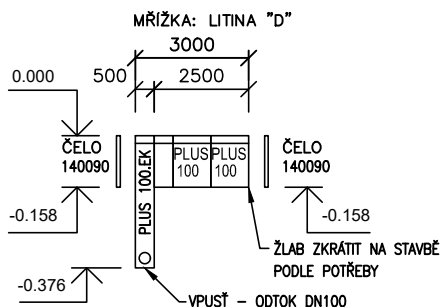 MŘÍŽKA: LITINA "D"
3000
0.000
500
2500
ČELO
140090
PLUS 100.EK
PLUS
100
PLUS
100
ČELO
140090
-0.158
-0.158
ŽLAB ZKRÁTIT NA STAVBĚ
PODLE POTŘEBY
-0.376
VPUSŤ - ODTOK DN100